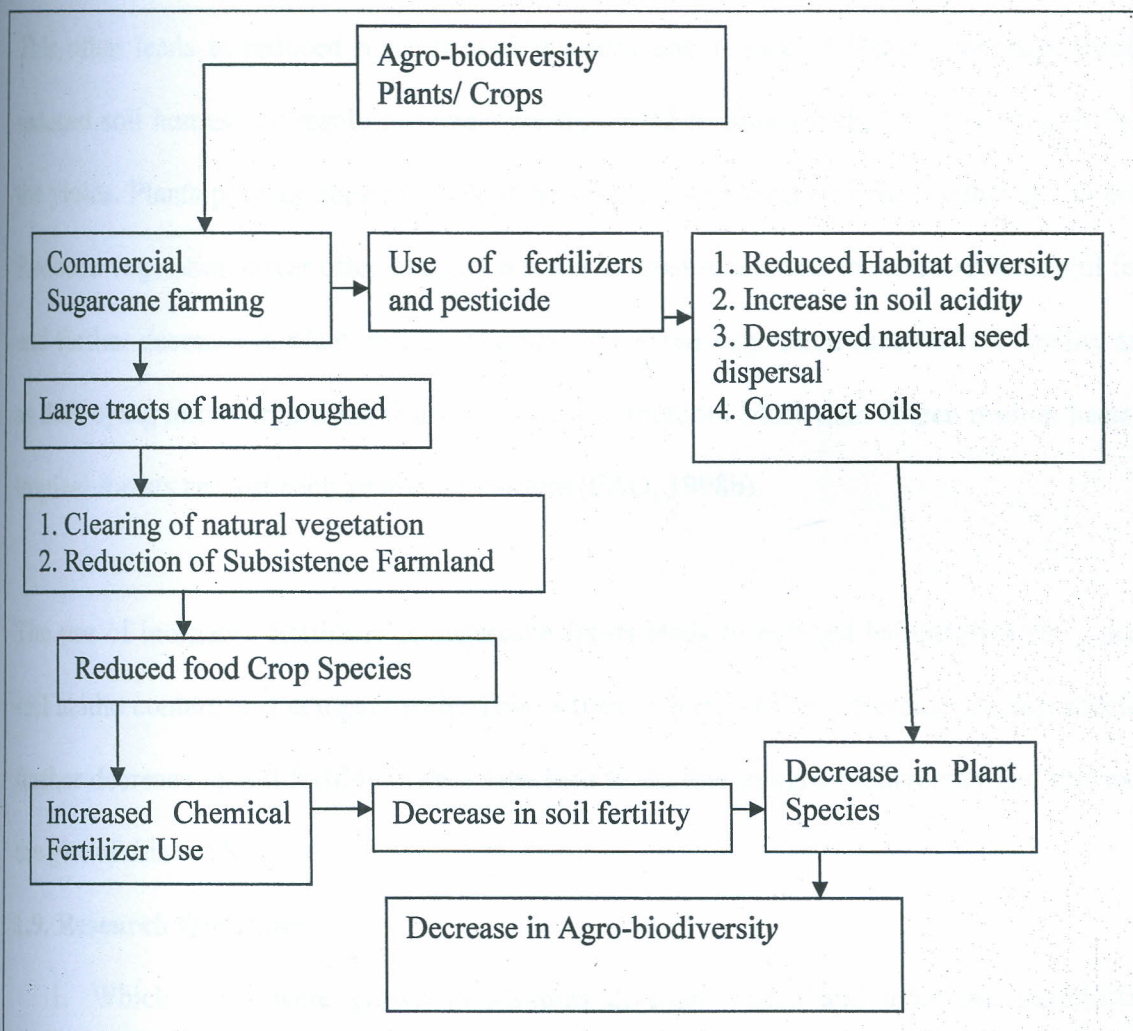 Agro-biodiversity
Plants/ Crops
Commercial
Sugarcane farming
Use of fertilizers
and pesticide
1. Reduced Habitat diversity
2. Increase in soil acidity
3. Destroyed natural seed
dispersal
4. Compact soils
Large tracts of land ploughed
1. Clearing of natural vegetation
2. Reduction of Subsistence Farmland
Reduced food Crop Species
Increased Chemical
Fertilizer Use
Decrease in soil fertility
Decrease in Plant
Species
Decrease in Agro-biodiversity